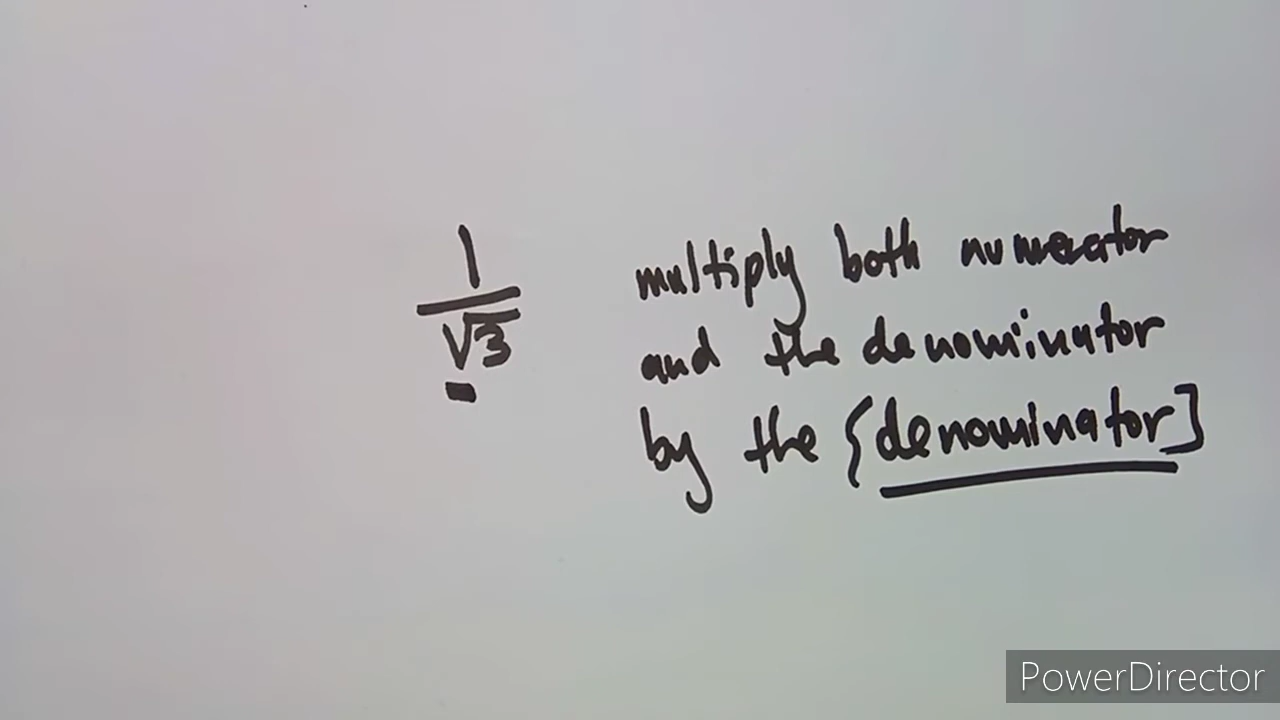 1
√3
multiply both numerator
and the denominator
by the {denominator]
PowerDirector